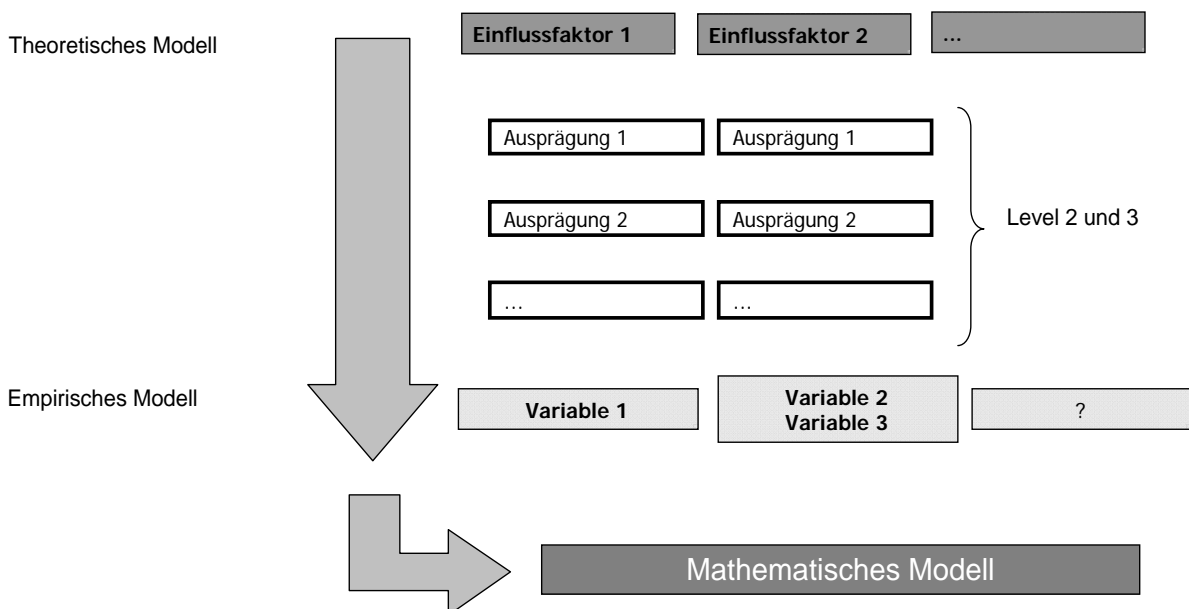 Theoretisches Modell
Einflussfaktor 1
Einflussfaktor 2
...
Ausprägung 1
Ausprägung 1
Ausprägung 2
Ausprägung 2
Level 2 und 3
...
...
Empirisches Modell
Variable 1
Variable 2
Variable 3
?
Mathematisches Modell